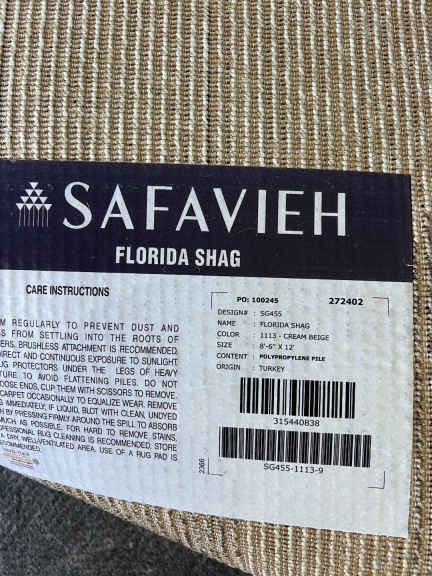 SAFAVIEH
FLORIDA SHAG
CARE INSTRUCTIONS
M REGULARLY TO PREVENT DUST AND
S FROM SETTLING INTO THE ROOTS OF
ERS. BRUSHLESS ATTACHMENT IS RECOMMENDED.
IRECT AND CONTINUOUS EXPOSURE TO SUNLIGHT.
UG PROTECTORS UNDER THE LEGS OF HEAVY
TURE TO AVOID FLATTENING PILES. DO NOT
OOSE ENDS, CLIP THEM WITH SCISSORS TO REMOVE.
CARPET OCCASIONALLY TO EQUALIZE WEAR. REMOVE
IMMEDIATELY, IF LIQUID, BLOT WITH CLEAN, UNDYED
BY PRESSING FIRMLY AROUND THE SPILL TO ABSORB
MUCH AS POSSIBLE. FOR HARD TO REMOVE STAINS,
OFESSIONAL RUG CLEANING IS RECOMMENDED. STORE
A DRY, WELL-VENTILATED AREA. USE OF A RUG PAD IS
ECOMMENDED.
PO: 100245 272402
DESIGN# : SG455
NAME : FLORIDA SHAG
COLOR : 1113 - CREAM BEIGE
SIZE : 8'-6" X 12'
CONTENT : POLYPROPYLENE PILE
ORIGIN : TURKEY
315440838
SG455-1113-9
2366